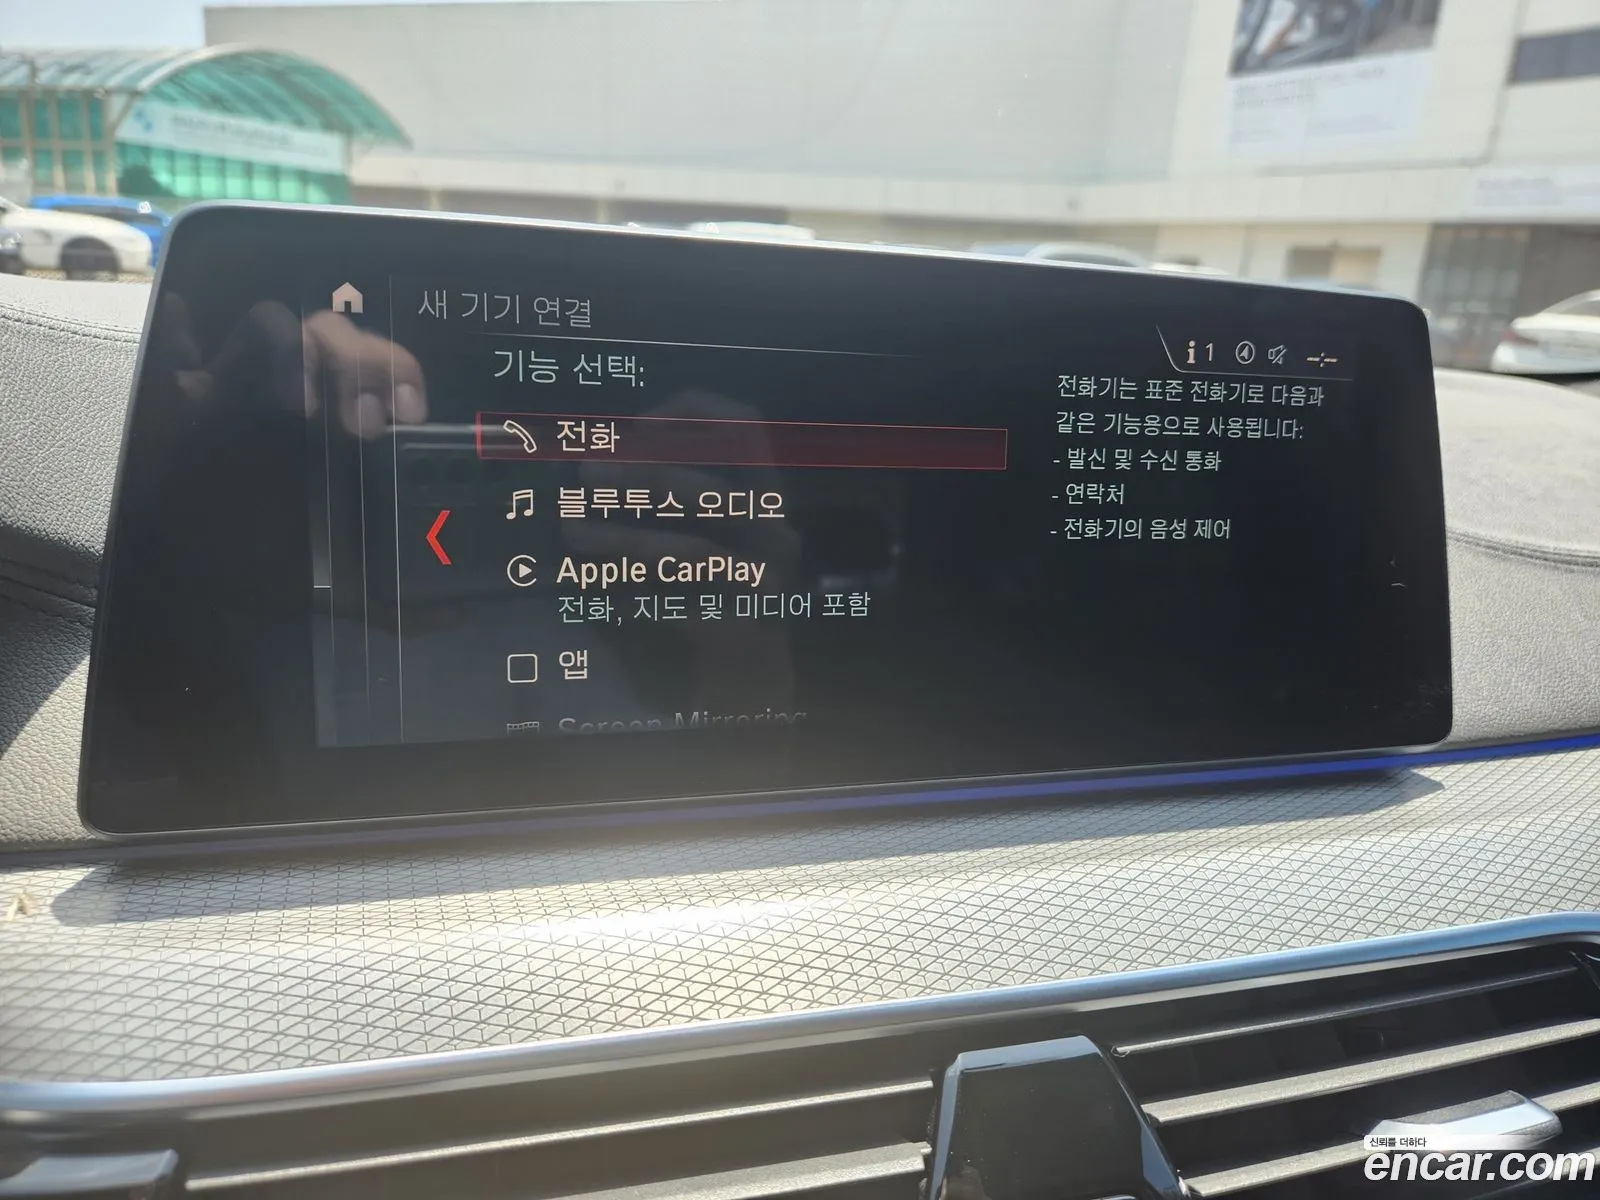 새 기기 연결
기능 선택:
전화
블루투스 오디오
Apple CarPlay
전화, 지도 및 미디어 포함
앱
Screen Mirroring
1
전화기는 표준 전화기로 다음과
같은 기능용으로 사용됩니다:
- 발신 및 수신 통화
- 연락처
- 전화기의 음성 제어
신뢰를 더하다
encar.com